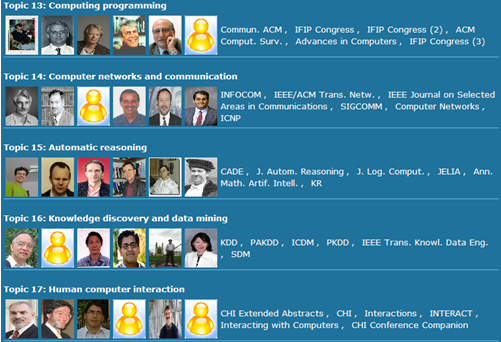 Topic 13: Computing programming
Commun. ACM , IFIP Congress , IFIP Congress (2) , ACM
Comput. Surv. , Advances in Computers , IFIP Congress (3)
Topic 14: Computer networks and communication
INFOCOM , IEEE/ACM Trans. Netw. , IEEE Journal on Selected
Areas in Communications , SIGCOMM , Computer Networks ,
ICNP
Topic 15: Automatic reasoning
CADE , J. Autom. Reasoning , J. Log. Comput. , JELIA , Ann.
Math. Artif. Intell. , KR
Topic 16: Knowledge discovery and data mining
KDD , PAKDD , ICDM , PKDD , IEEE Trans. Knowl. Data Eng.
, SDM
Topic 17: Human computer interaction
CHI Extended Abstracts , CHI , Interactions , INTERACT ,
Interacting with Computers , CHI Conference Companion